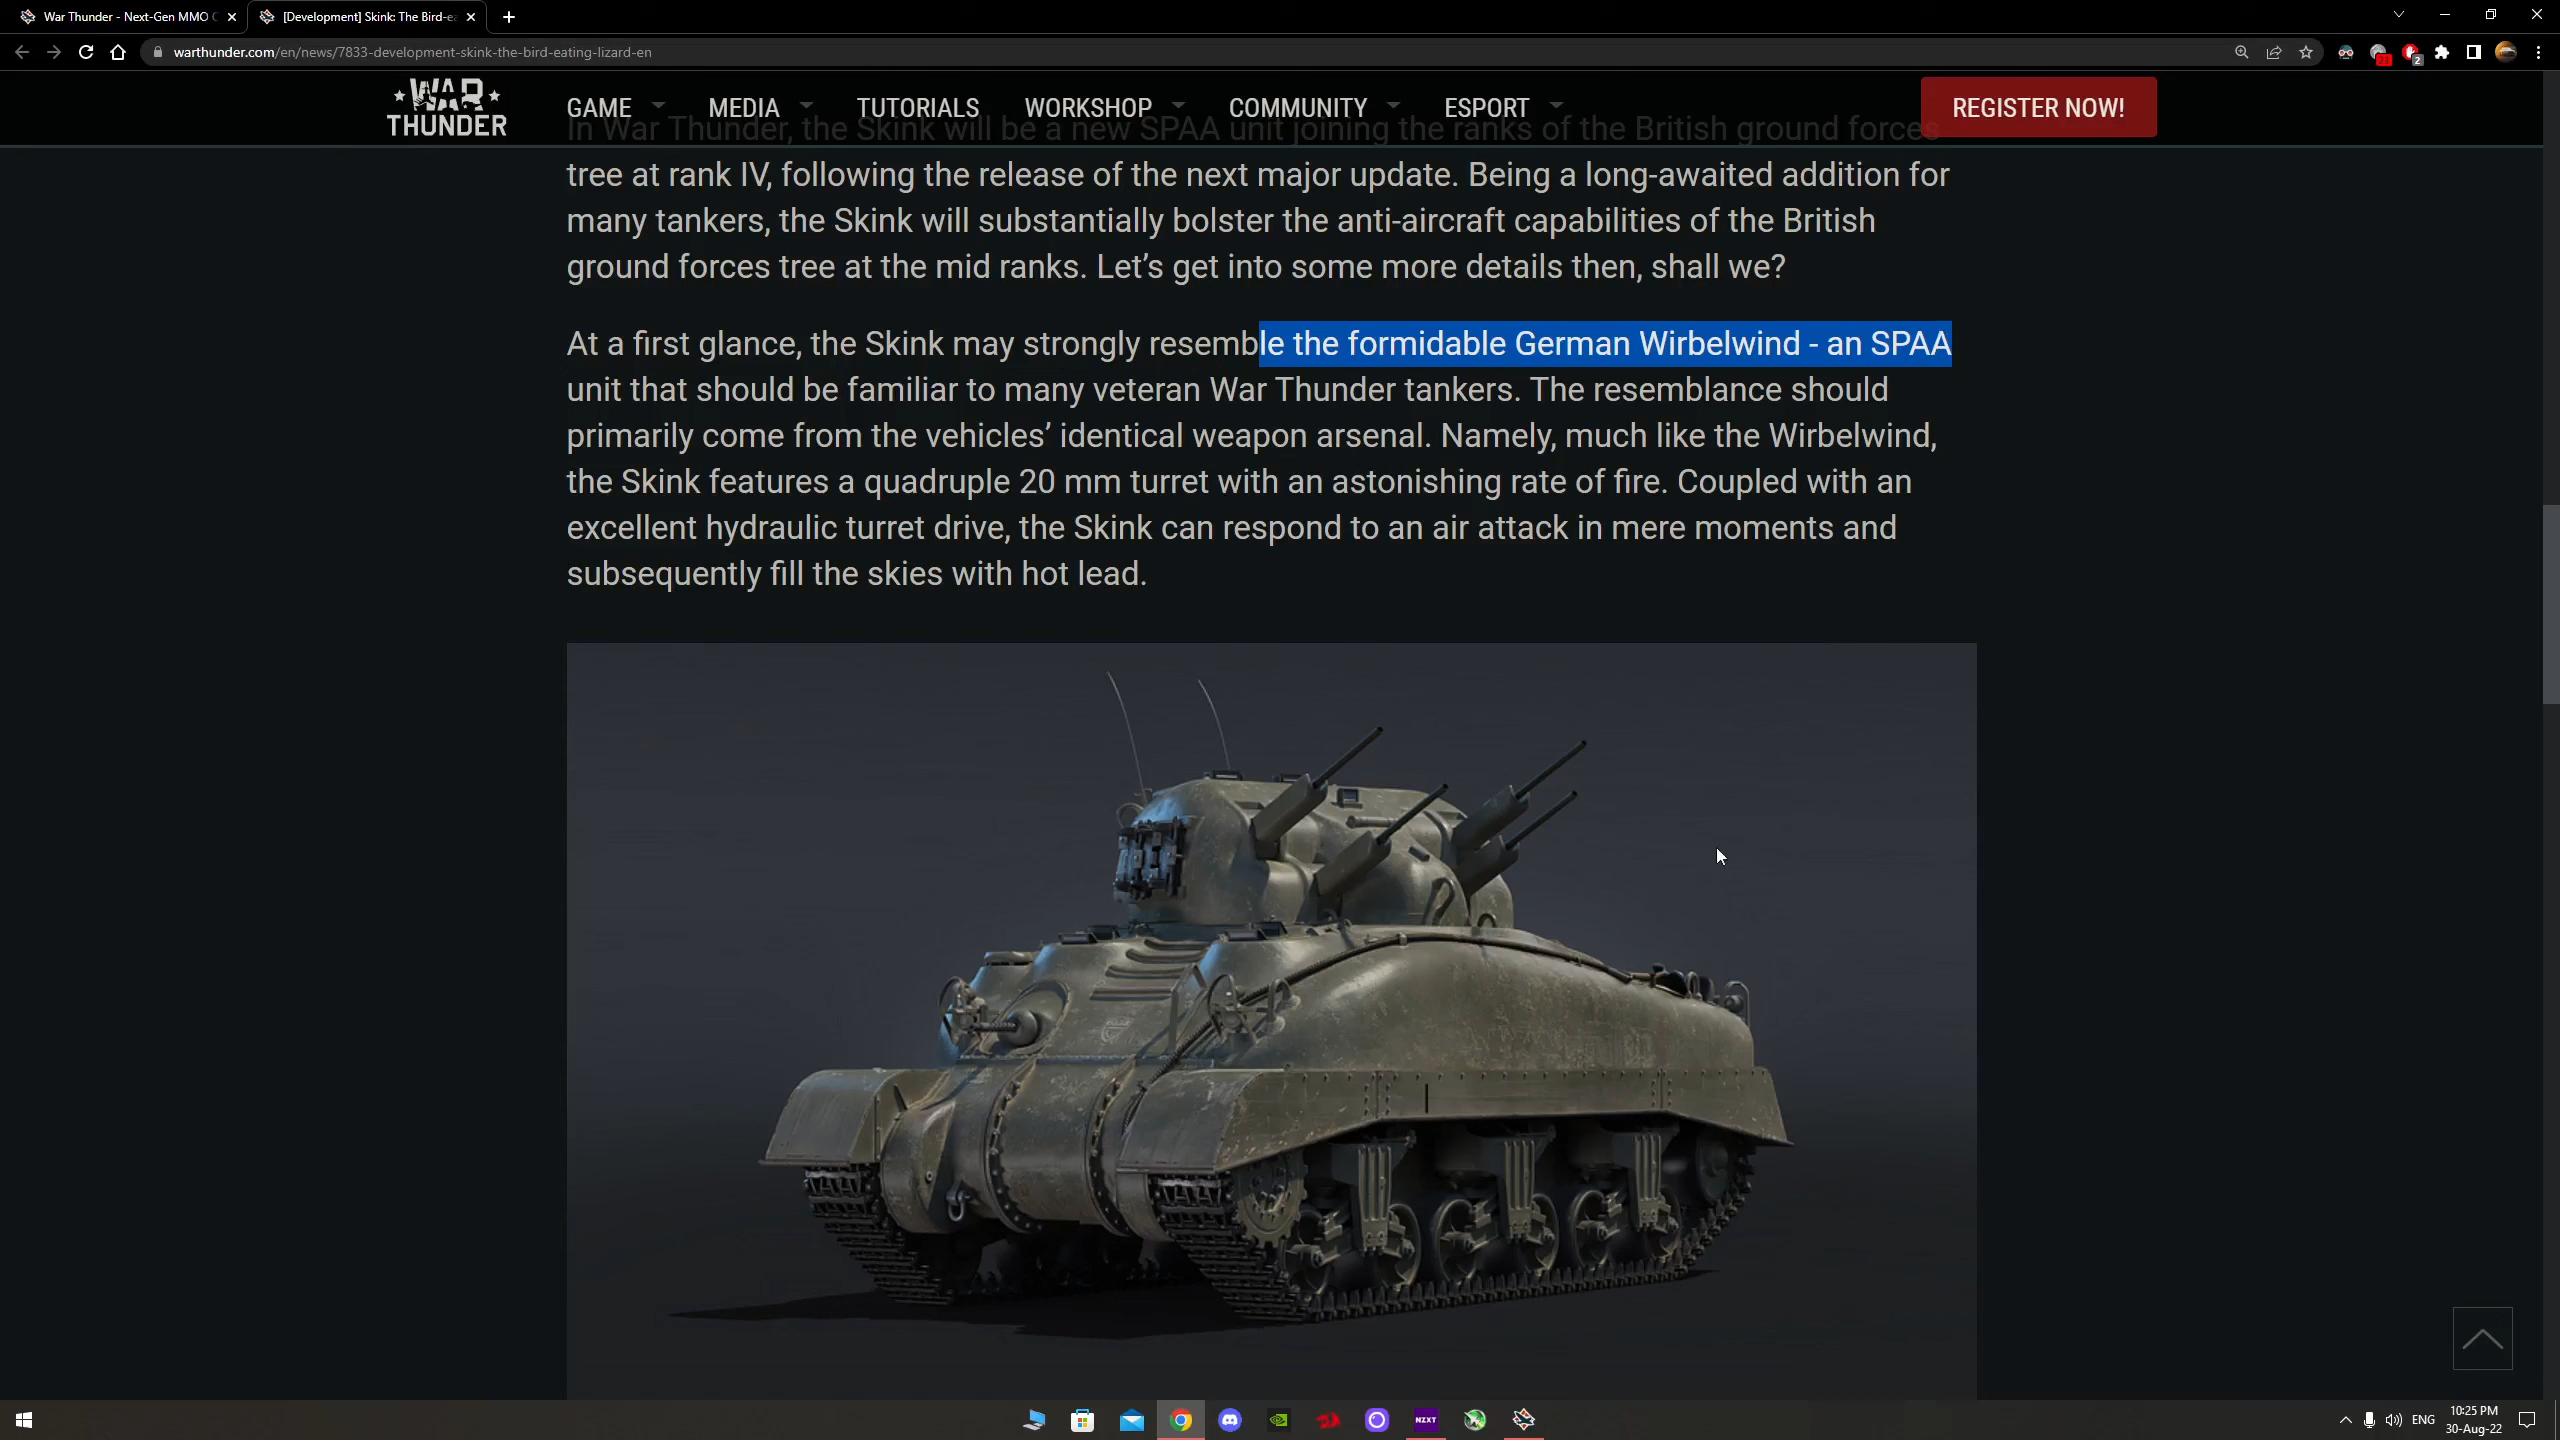 War Thunder - Next-Gen MMO C
[Development] Skink: The Bird-ea
warthunder.com/en/news/7833-development-skink-the-bird-eating-lizard-en
WAR THUNDER
GAME MEDIA TUTORIALS WORKSHOP COMMUNITY ESPORT
REGISTER NOW!
In War Thunder, the Skink will be a new SPAA unit joining the ranks of the British ground forces
tree at rank IV, following the release of the next major update. Being a long-awaited addition for
many tankers, the Skink will substantially bolster the anti-aircraft capabilities of the British
ground forces tree at the mid ranks. Let’s get into some more details then, shall we?
At a first glance, the Skink may strongly resemble the formidable German Wirbelwind - an SPAA
unit that should be familiar to many veteran War Thunder tankers. The resemblance should
primarily come from the vehicles’ identical weapon arsenal. Namely, much like the Wirbelwind,
the Skink features a quadruple 20 mm turret with an astonishing rate of fire. Coupled with an
excellent hydraulic turret drive, the Skink can respond to an air attack in mere moments and
subsequently fill the skies with hot lead.
2
NZXT
ENG
10:25 PM
30-Aug-22